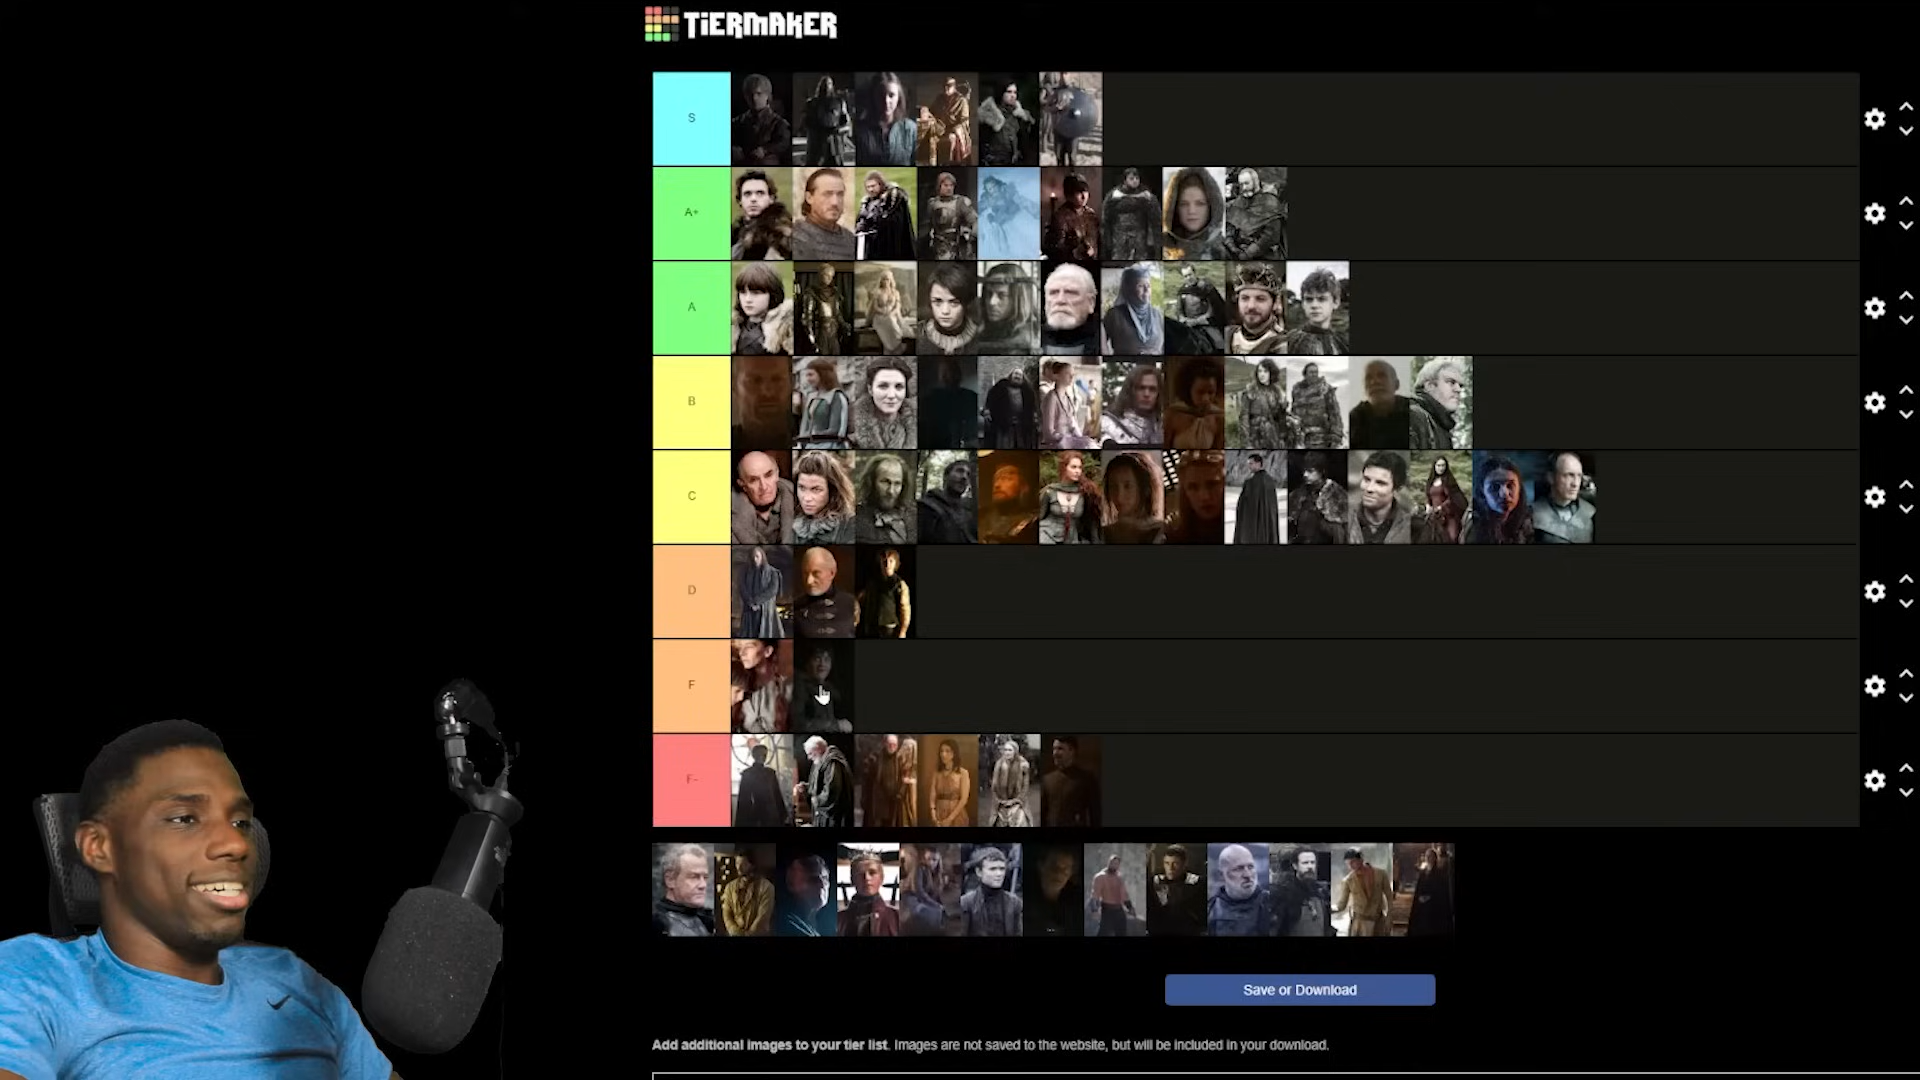 TiERMAKER
S
A+
A
B
C
D
F
F-
Save or Download
Add additional images to your tier list. Images are not saved to the website, but will be included in your download.